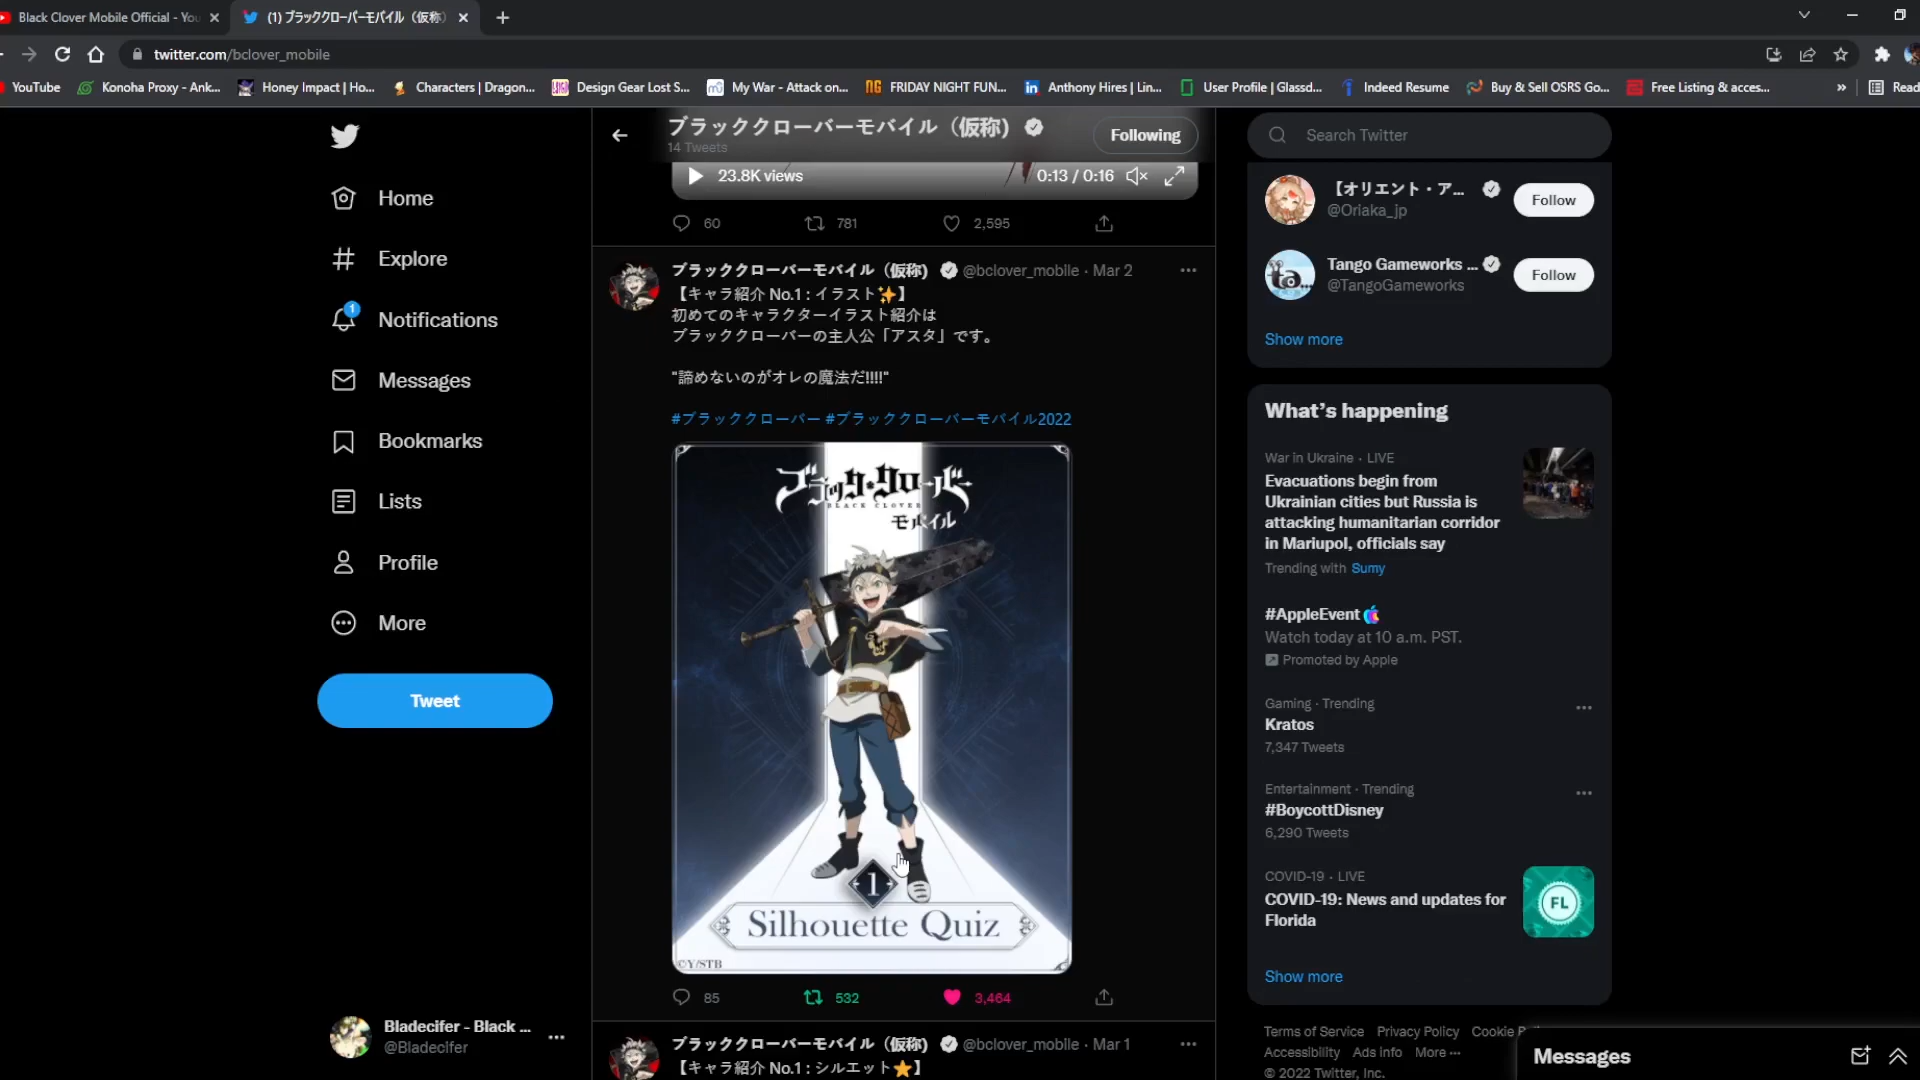 Black Clover Mobile Official - You
(1) ブラッククローバーモバイル（仮称）
twitter.com/bclover_mobile
YouTube
Konoha Proxy - Ank...
Honey Impact | Ho...
Characters | Dragon...
Design Gear Lost S...
My War - Attack on...
FRIDAY NIGHT FUN...
Anthony Hires | Lin...
User Profile | Glassd...
Indeed Resume
Buy & Sell OSRS Go...
Free Listing & acces...
»
Read
Home
Explore
1
Notifications
Messages
Bookmarks
Lists
Profile
More
Tweet
Bladecifer - Black ...
@Bladecifer
ブラッククローバーモバイル（仮称）
14 Tweets
Following
23.8K views
0:13 / 0:16
60
781
2,595
ブラッククローバーモバイル（仮称） @bclover_mobile · Mar 2
【キャラ紹介 No.1 : イラスト✨】
初めてのキャラクターイラスト紹介は
ブラッククローバーの主人公「アスタ」です。
"諦めないのがオレの魔法だ!!!!"
#ブラッククローバー #ブラッククローバーモバイル2022
ブラック・クローバー
BLACK CLOVER
モバイル
1
Silhouette Quiz
©Y/STB
85
532
3,464
ブラッククローバーモバイル（仮称） @bclover_mobile · Mar 1
【キャラ紹介 No.1 : シルエット⭐】
Search Twitter
【オリエント・ア...
@Oriaka_jp
Follow
Tango Gameworks ...
@TangoGameworks
Follow
Show more
What's happening
War in Ukraine · LIVE
Evacuations begin from
Ukrainian cities but Russia is
attacking humanitarian corridor
in Mariupol, officials say
Trending with Sumy
#AppleEvent
Watch today at 10 a.m. PST.
Promoted by Apple
Gaming · Trending
Kratos
7,347 Tweets
Entertainment · Trending
#BoycottDisney
6,290 Tweets
COVID-19 · LIVE
COVID-19: News and updates for
Florida
FL
Show more
Terms of Service Privacy Policy Cookie
Accessibility Ads info More ···
© 2022 Twitter, Inc.
Messages